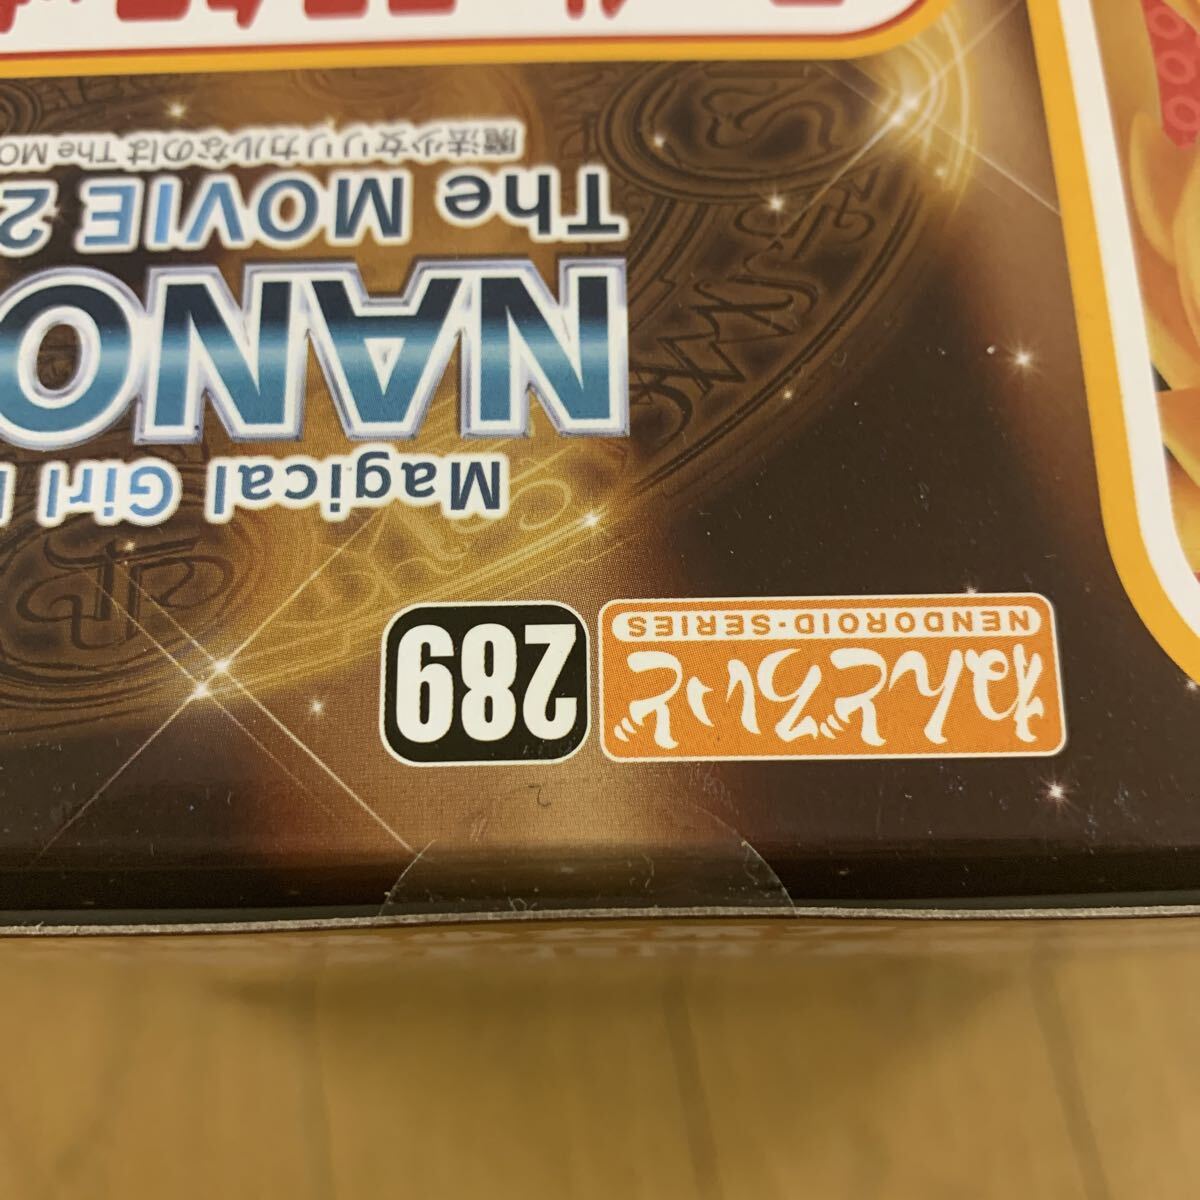 ねんどろいど
NENDOROID-SERIES
289
Magical Girl
NANO
The MOVIE 2
魔法少女リリカルなのは The MO